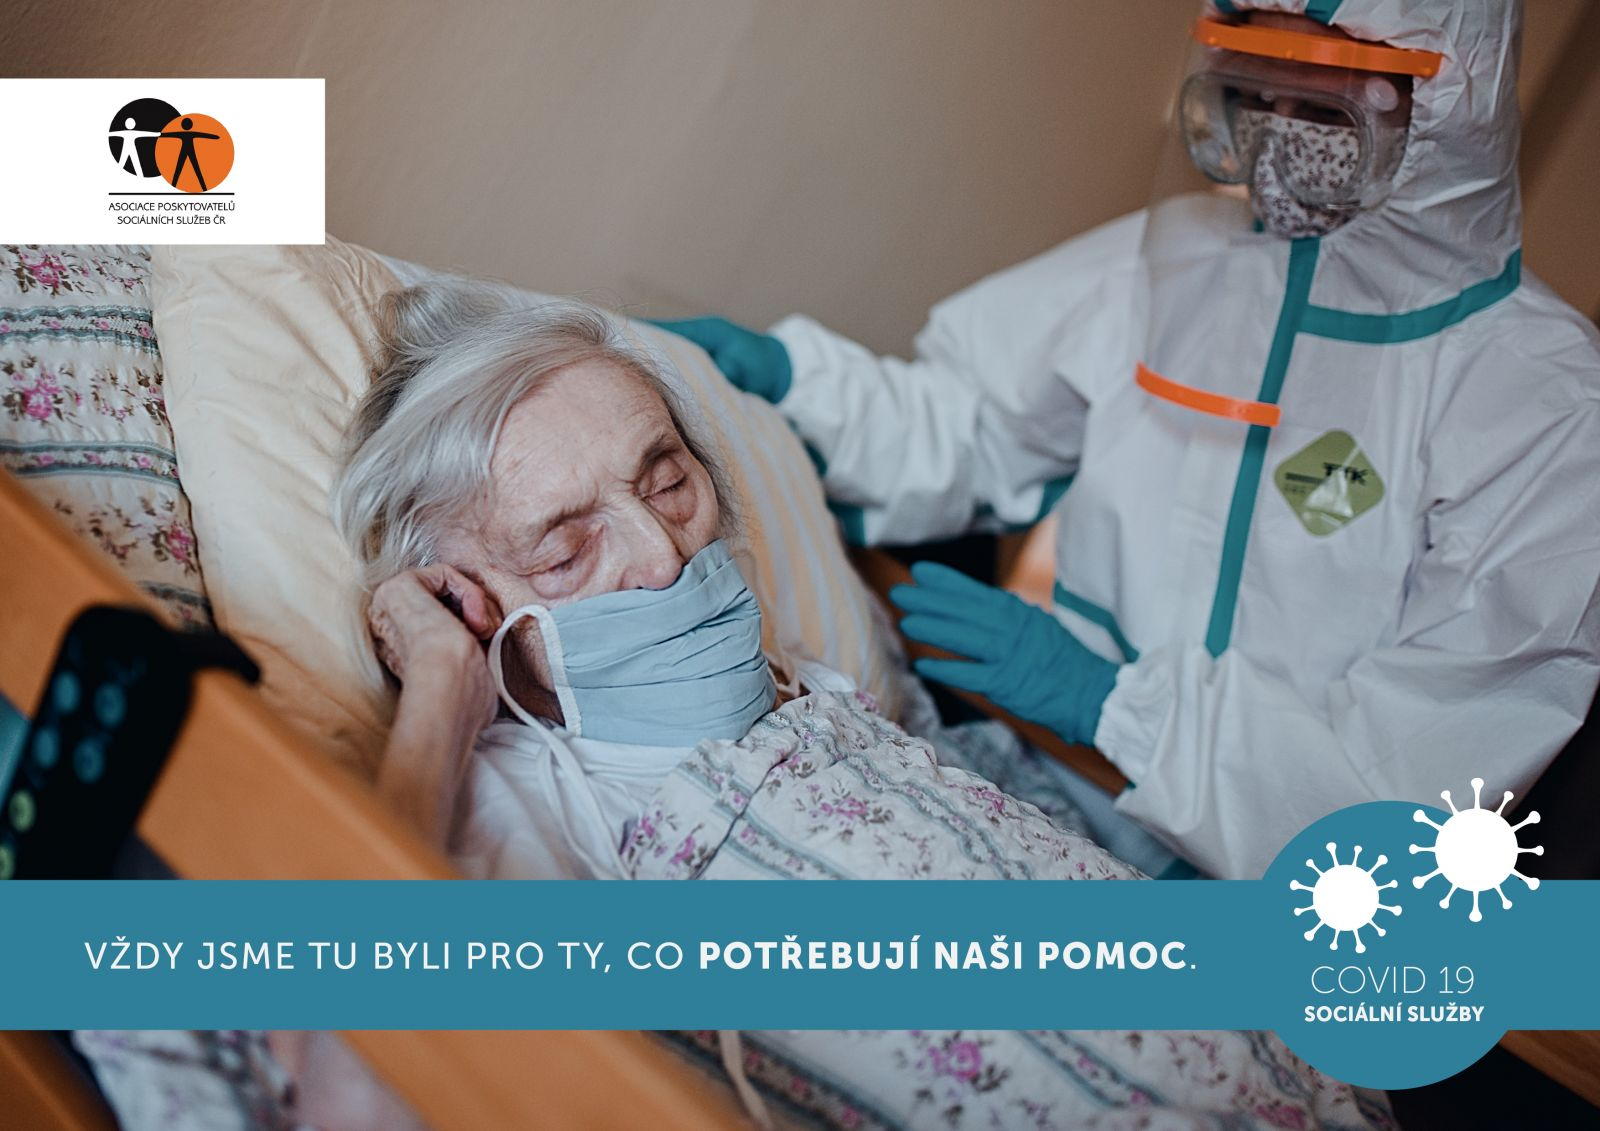 ASOCIACE POSKYTOVATELŮ
SOCIÁLNÍCH SLUŽEB ČR
VŽDY JSME TU BYLI PRO TY, CO POTŘEBUJÍ NAŠI POMOC.
COVID 19
SOCIÁLNÍ SLUŽBY